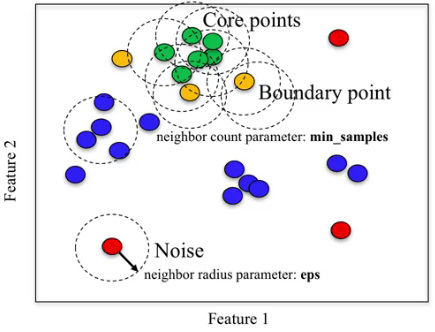 Core points
Boundary point
neighbor count parameter: min_samples
Feature 2
Noise
neighbor radius parameter: eps
Feature 1